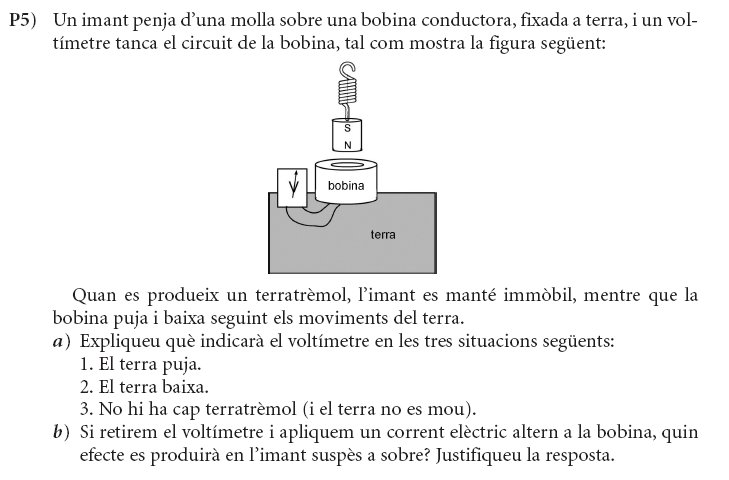 P5) Un imant penja d’una molla sobre una bobina conductora, fixada a terra, i un vol-
tímetre tanca el circuit de la bobina, tal com mostra la figura següent:
S
N
V
bobina
terra
Quan es produeix un terratrèmol, l’imant es manté immòbil, mentre que la
bobina puja i baixa seguint els moviments del terra.
a) Expliqueu què indicarà el voltímetre en les tres situacions següents:
1. El terra puja.
2. El terra baixa.
3. No hi ha cap terratrèmol (i el terra no es mou).
b) Si retirem el voltímetre i apliquem un corrent elèctric altern a la bobina, quin
efecte es produirà en l’imant suspès a sobre? Justifiqueu la resposta.